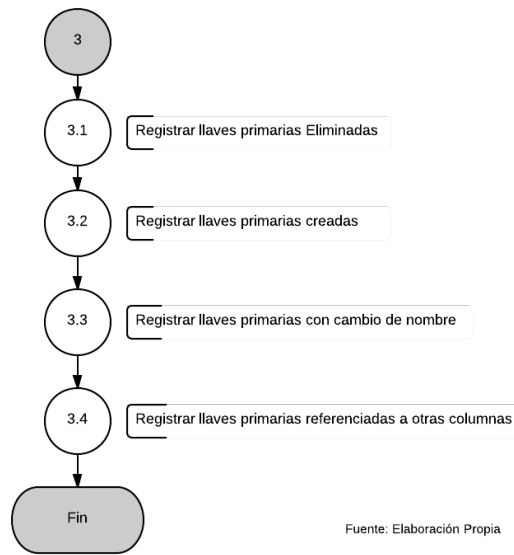 3
3.1
Registrar llaves primarias Eliminadas
3.2
Registrar llaves primarias creadas
3.3
Registrar llaves primarias con cambio de nombre
3.4
Registrar llaves primarias referenciadas a otras columnas
Fin
Fuente: Elaboración Propia